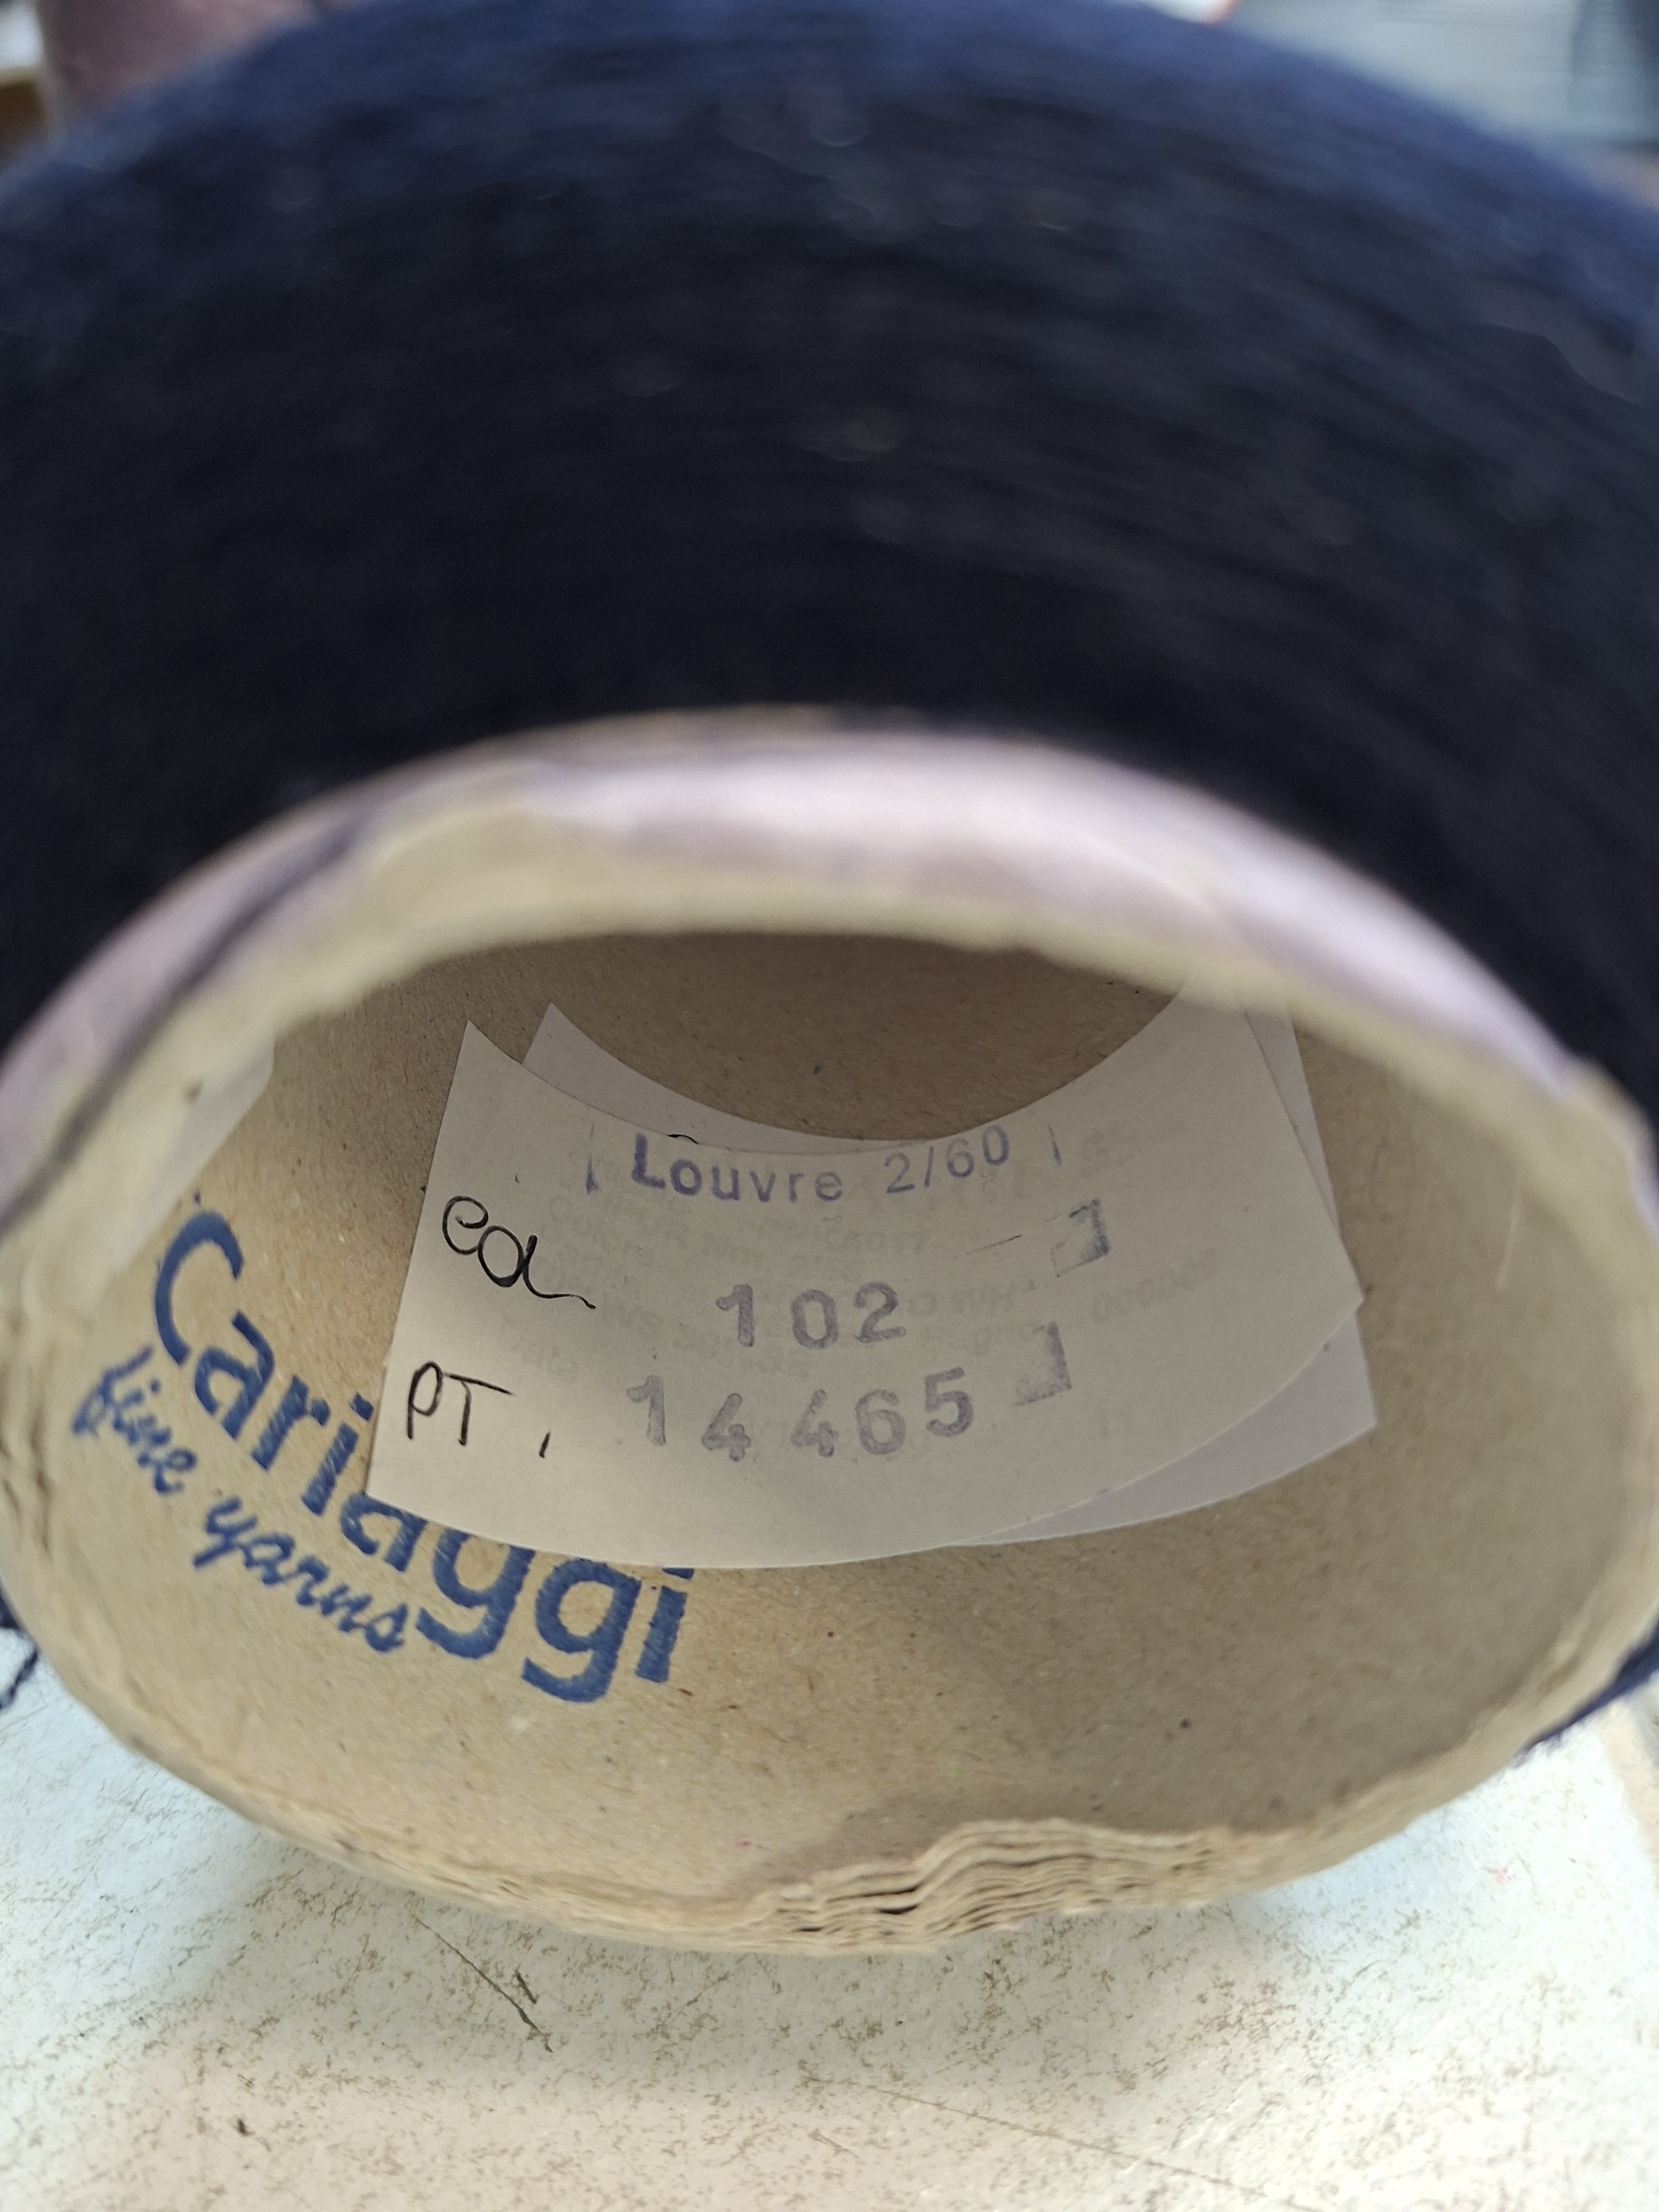 Louvre 2/60
col 102
PT. 14465
Cariaggi
fine yarns